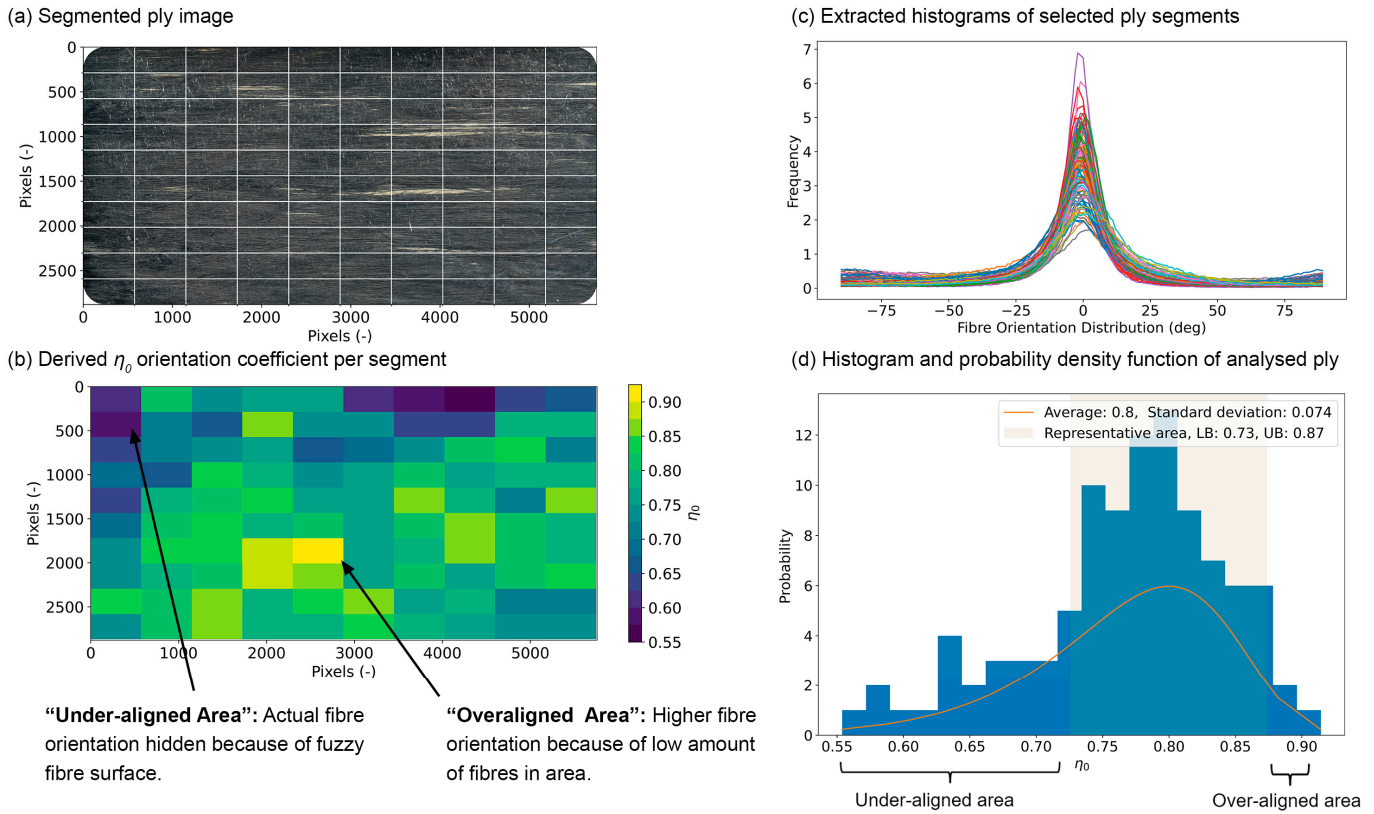 (a) Segmented ply image
0
500
1000
1500
2000
2500
Pixels (-)
0 1000 2000 3000 4000 5000
Pixels (-)
(b) Derived η0 orientation coefficient per segment
0
500
1000
1500
2000
2500
Pixels (-)
0 1000 2000 3000 4000 5000
Pixels (-)
0.90
0.85
0.80
0.75
0.70
0.65
0.60
0.55
η0
“Under-aligned Area”: Actual fibre
orientation hidden because of fuzzy
fibre surface.
“Overaligned Area”: Higher fibre
orientation because of low amount
of fibres in area.
(c) Extracted histograms of selected ply segments
7
6
5
4
3
2
1
0
Frequency
−75 −50 −25 0 25 50 75
Fibre Orientation Distribution (deg)
(d) Histogram and probability density function of analysed ply
Average: 0.8, Standard deviation: 0.074
Representative area, LB: 0.73, UB: 0.87
12
10
8
6
4
2
0
Probability
0.55 0.60 0.65 0.70 0.75 0.80 0.85 0.90
η0
Under-aligned area
Over-aligned area